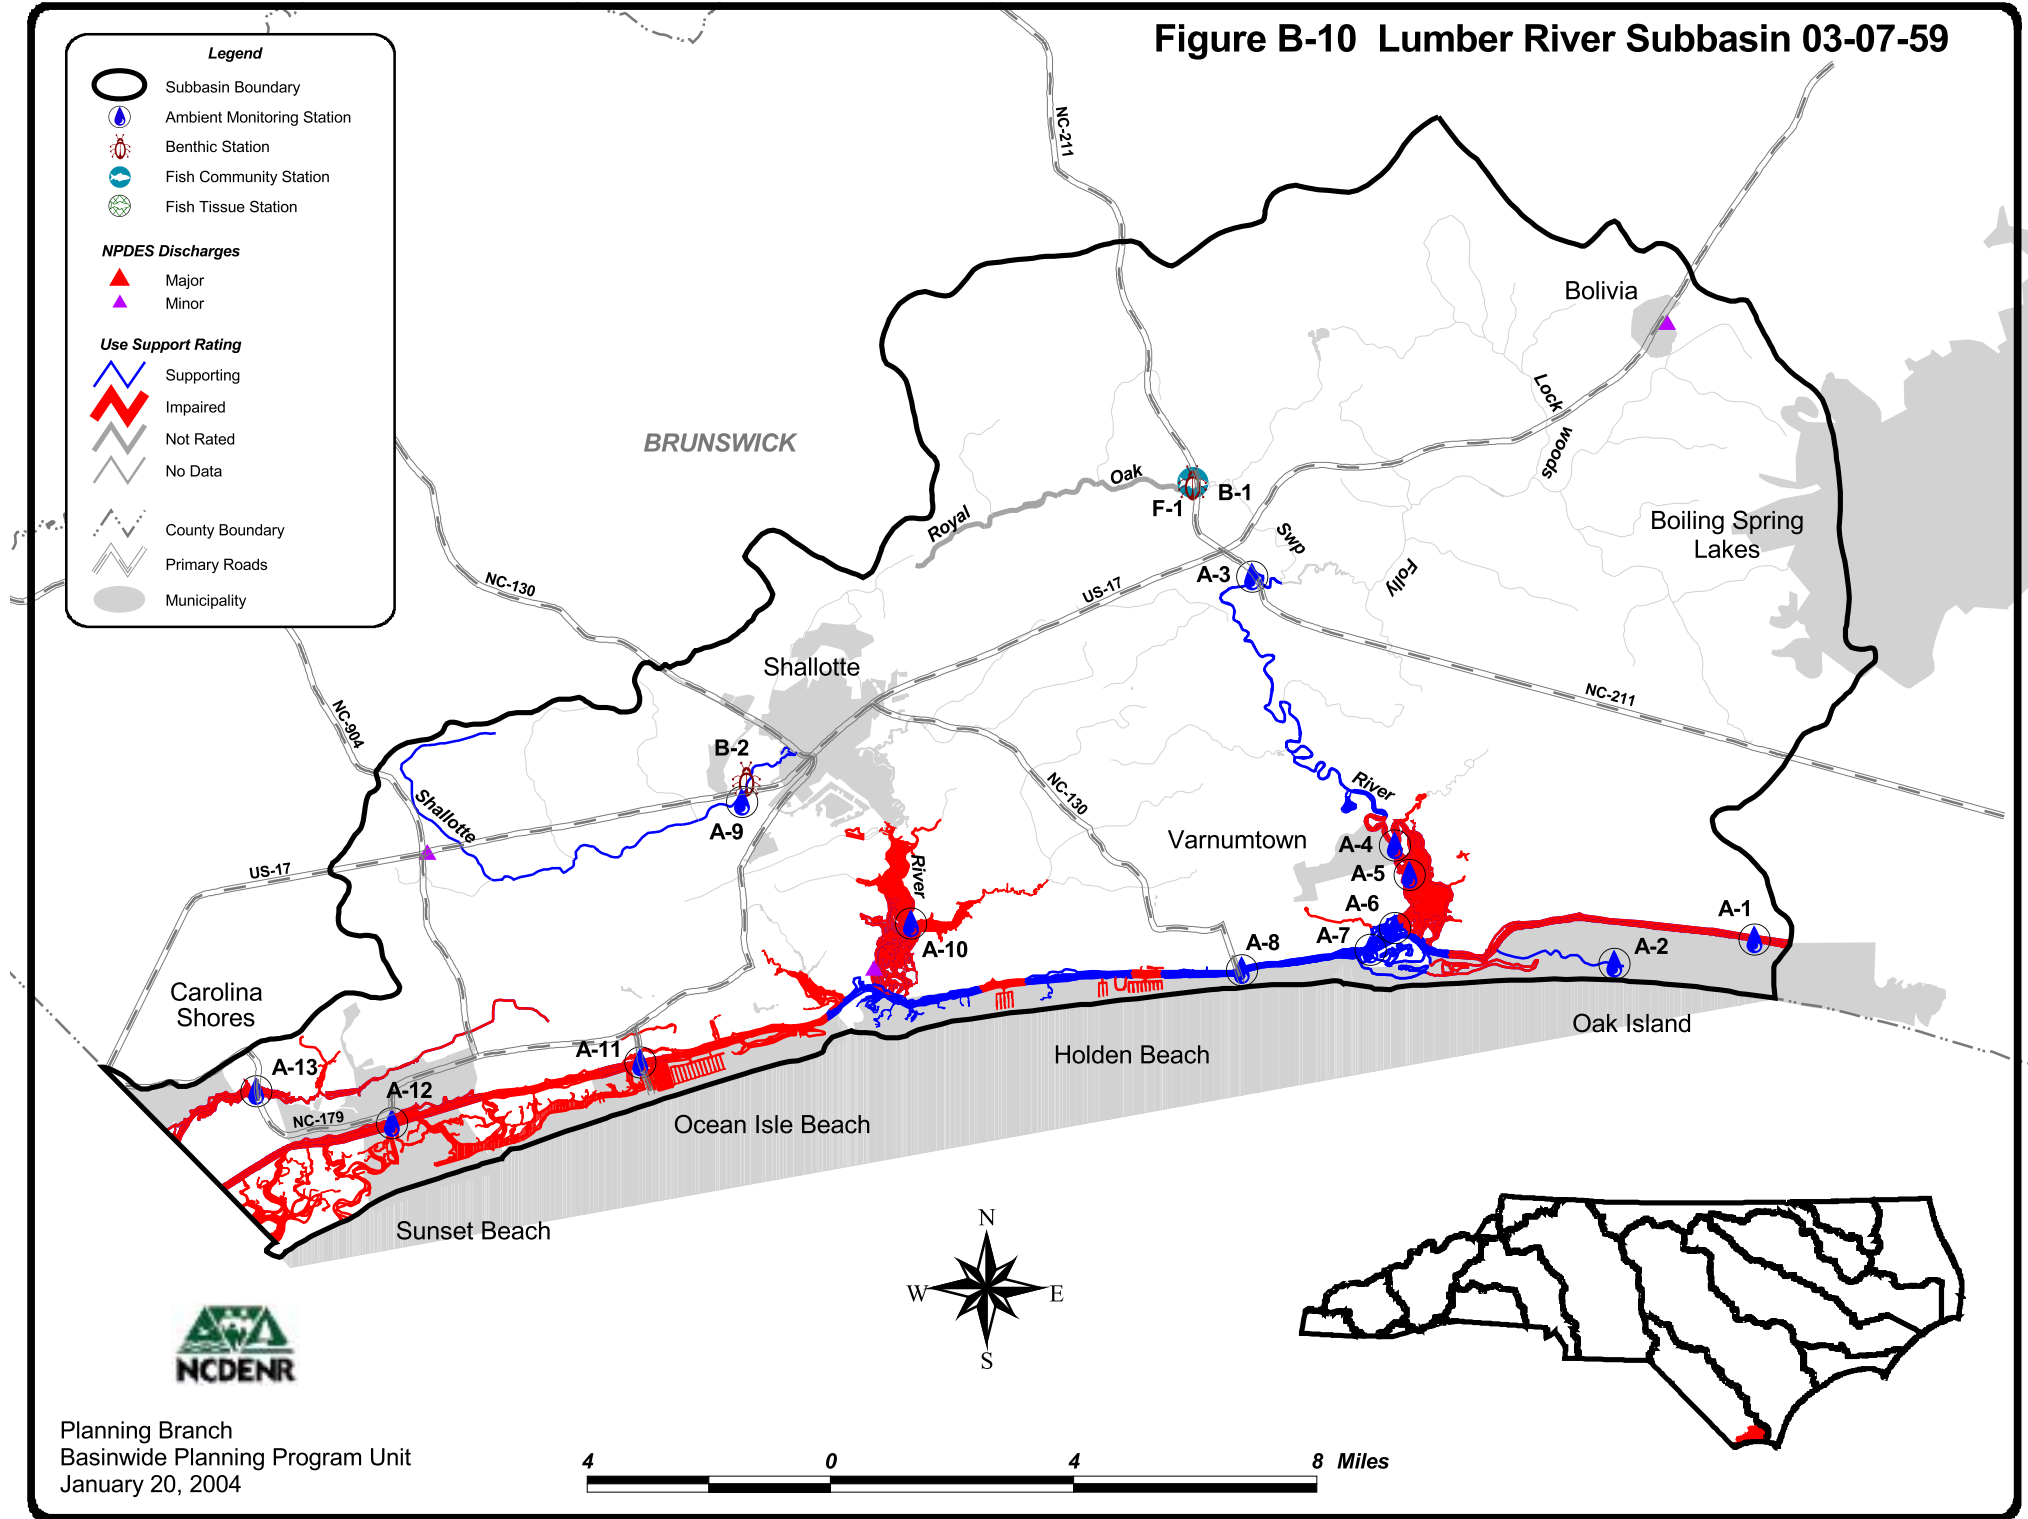 Figure B-10 Lumber River Subbasin 03-07-59
Legend
Subbasin Boundary
Ambient Monitoring Station
Benthic Station
Fish Community Station
Fish Tissue Station
NPDES Discharges
Major
Minor
Use Support Rating
Supporting
Impaired
Not Rated
No Data
County Boundary
Primary Roads
Municipality
NC-211
Bolivia
BRUNSWICK
Lock
woods
Folly
Royal
Oak
Swp
F-1
B-1
Boiling Spring
Lakes
NC-130
US-17
A-3
NC-211
Shallotte
NC-904
B-2
A-9
Shallotte
US-17
NC-130
River
Varnumtown
River
A-4
A-5
A-6
A-7
A-8
A-1
A-2
A-10
Carolina
Shores
A-13
A-12
A-11
NC-179
Oak Island
Holden Beach
Ocean Isle Beach
Sunset Beach
N
W
E
S
NCDENR
Planning Branch
Basinwide Planning Program Unit
January 20, 2004
4 0 4 8 Miles